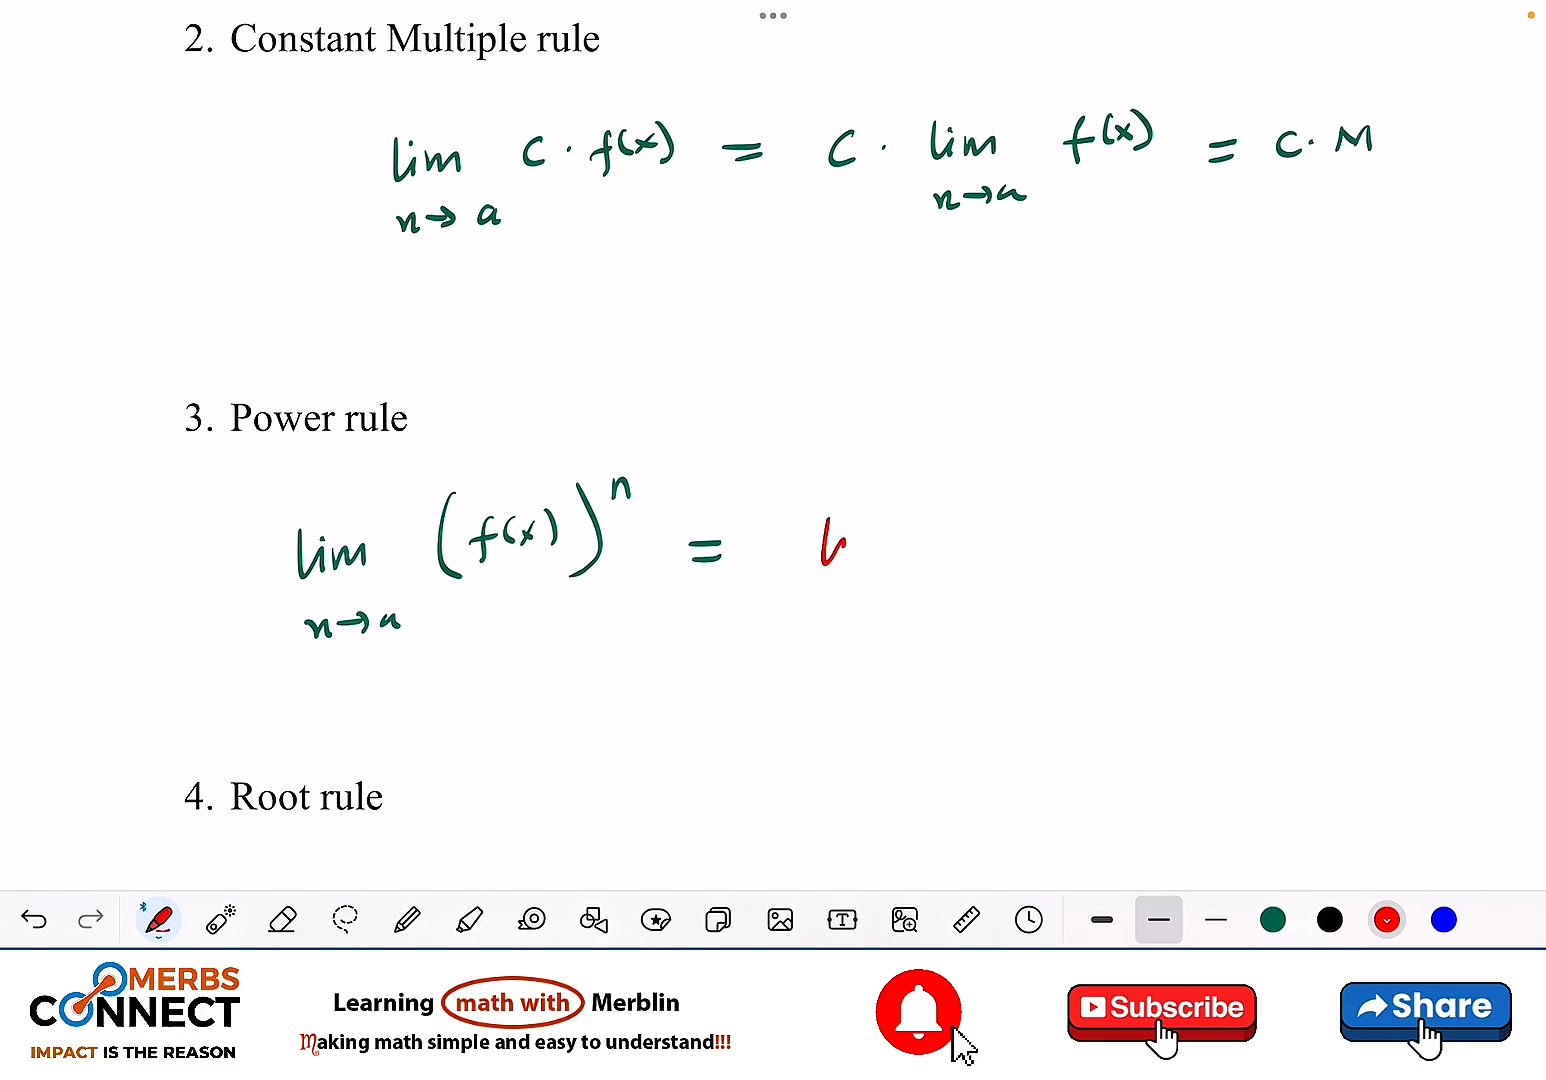 2. Constant Multiple rule
lim C · f(x) = C · lim f(x) = C · M
x→a x→a
3. Power rule
lim (f(x))ⁿ =
x→a
4. Root rule
MERBS
CONNECT
IMPACT IS THE REASON
Learning math with Merblin
Making math simple and easy to understand!!!
Subscribe
Share